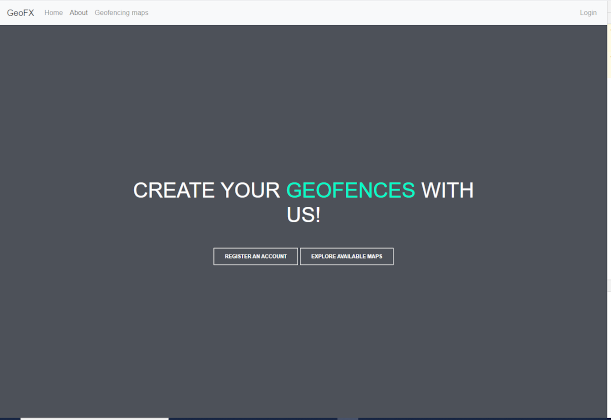 GeoFX Home About Geofencing maps Login
CREATE YOUR GEOFENCES WITH
US!
REGISTER AN ACCOUNT EXPLORE AVAILABLE MAPS